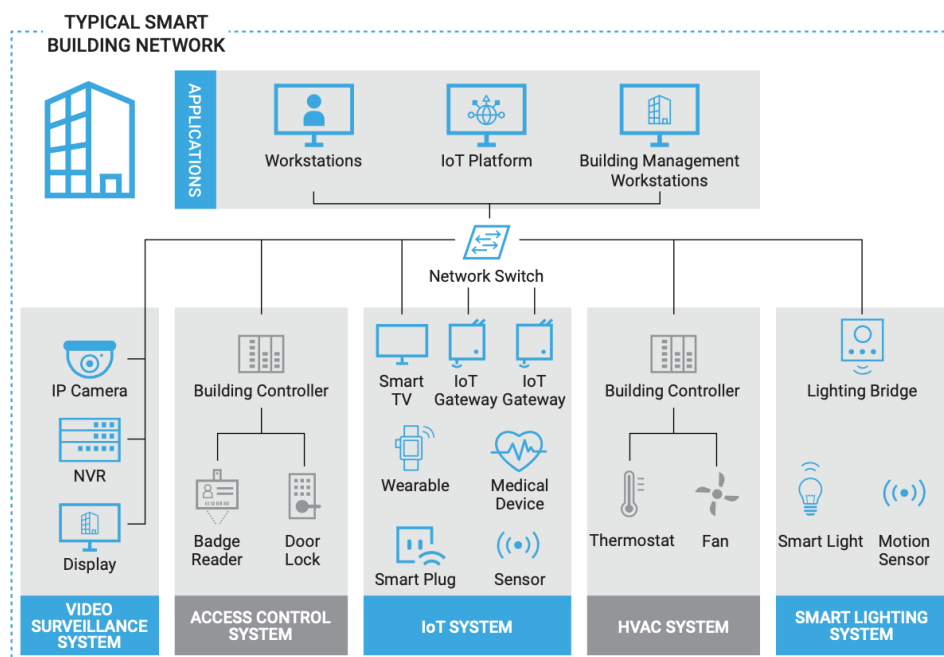 TYPICAL SMART
BUILDING NETWORK
APPLICATIONS
Workstations
IoT Platform
Building Management
Workstations
Network Switch
IP Camera
NVR
Display
VIDEO
SURVEILLANCE
SYSTEM
Building Controller
Badge
Reader
Door
Lock
ACCESS CONTROL
SYSTEM
Smart
TV
IoT
Gateway
IoT
Gateway
Wearable
Medical
Device
Smart Plug
Sensor
IoT SYSTEM
Building Controller
Thermostat
Fan
HVAC SYSTEM
Lighting Bridge
Smart Light
Motion
Sensor
SMART LIGHTING
SYSTEM